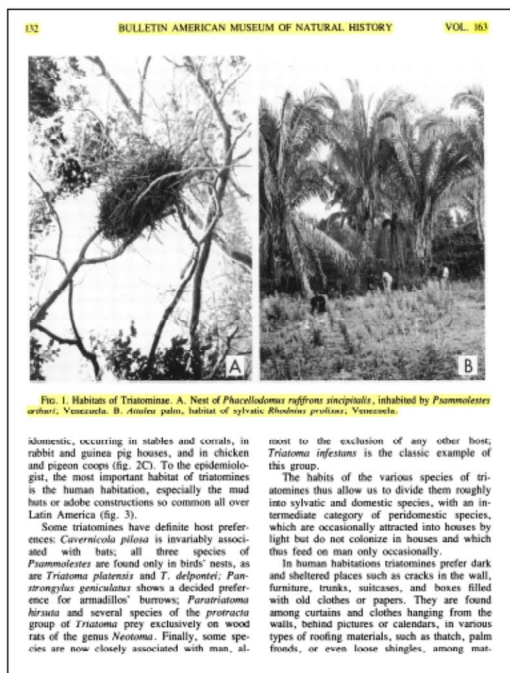 132 BULLETIN AMERICAN MUSEUM OF NATURAL HISTORY VOL. 163
A
B
FIG. 1. Habitats of Triatominae. A. Nest of Phacellodomus rufifrons sincipitalis, inhabited by Psammolestes
arthuri; Venezuela. B. Attalea palm, habitat of sylvatic Rhodnius prolixus; Venezuela.
idomestic, occurring in stables and corrals, in
rabbit and guinea pig houses, and in chicken
and pigeon coops (fig. 2C). To the epidemiolo-
gist, the most important habitat of triatomines
is the human habitation, especially the mud
huts or adobe constructions so common all over
Latin America (fig. 3).
Some triatomines have definite host prefer-
ences: Cavernicola pilosa is invariably associ-
ated with bats; all three species of
Psammolestes are found only in birds' nests, as
are Triatoma platensis and T. delpontei; Pan-
strongylus geniculatus shows a decided prefer-
ence for armadillos' burrows; Paratriatoma
hirsuta and several species of the protracta
group of Triatoma prey exclusively on wood
rats of the genus Neotoma. Finally, some spe-
cies are now closely associated with man, al-
most to the exclusion of any other host;
Triatoma infestans is the classic example of
this group.
The habits of the various species of tri-
atomines thus allow us to divide them roughly
into sylvatic and domestic species, with an in-
termediate category of peridomestic species,
which are occasionally attracted into houses by
light but do not colonize in houses and which
thus feed on man only occasionally.
In human habitations triatomines prefer dark
and sheltered places such as cracks in the wall,
furniture, trunks, suitcases, and boxes filled
with old clothes or papers. They are found
among curtains and clothes hanging from the
walls, behind pictures or calendars, in various
types of roofing materials, such as thatch, palm
fronds, or even loose shingles, among mat-